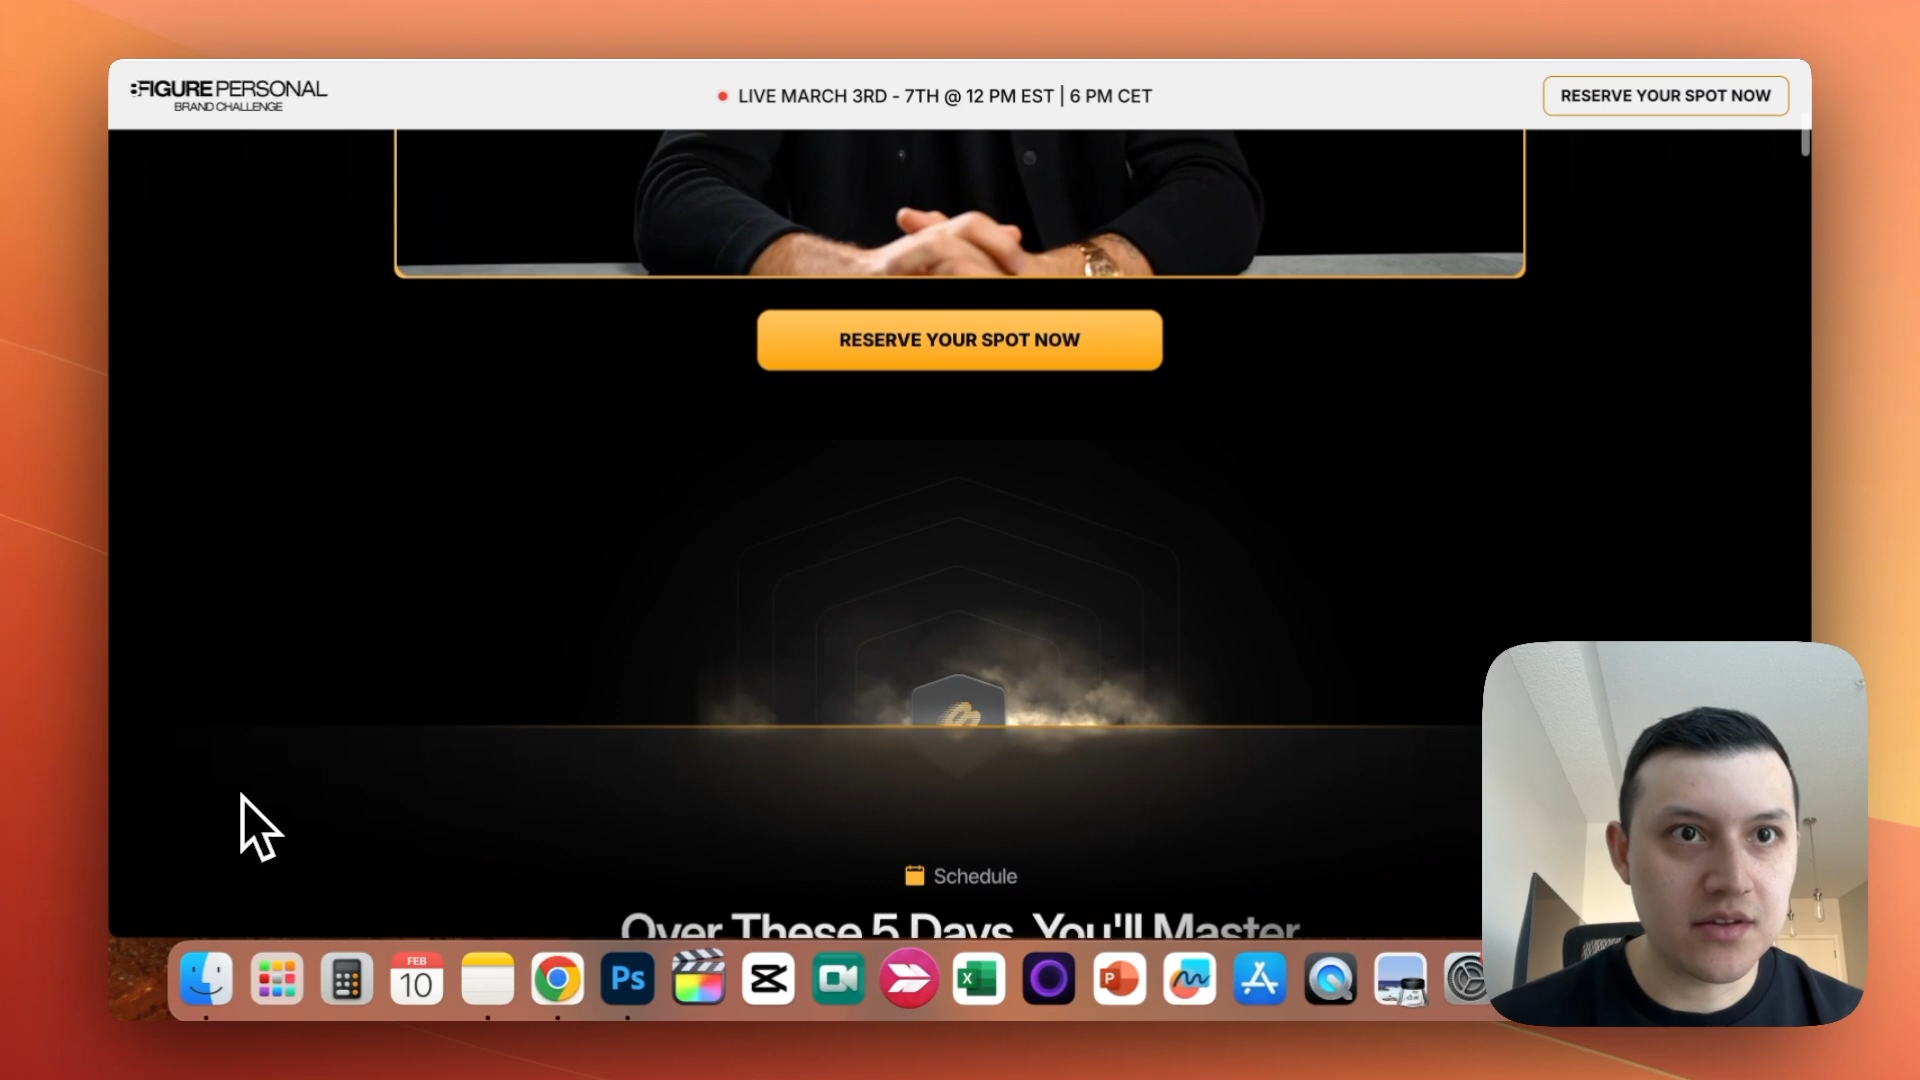 FIGURE PERSONAL
BRAND CHALLENGE
LIVE MARCH 3RD - 7TH @ 12 PM EST | 6 PM CET
RESERVE YOUR SPOT NOW
RESERVE YOUR SPOT NOW
Schedule
Over These 5 Days, You'll Master
FEB
10
Ps
X
P